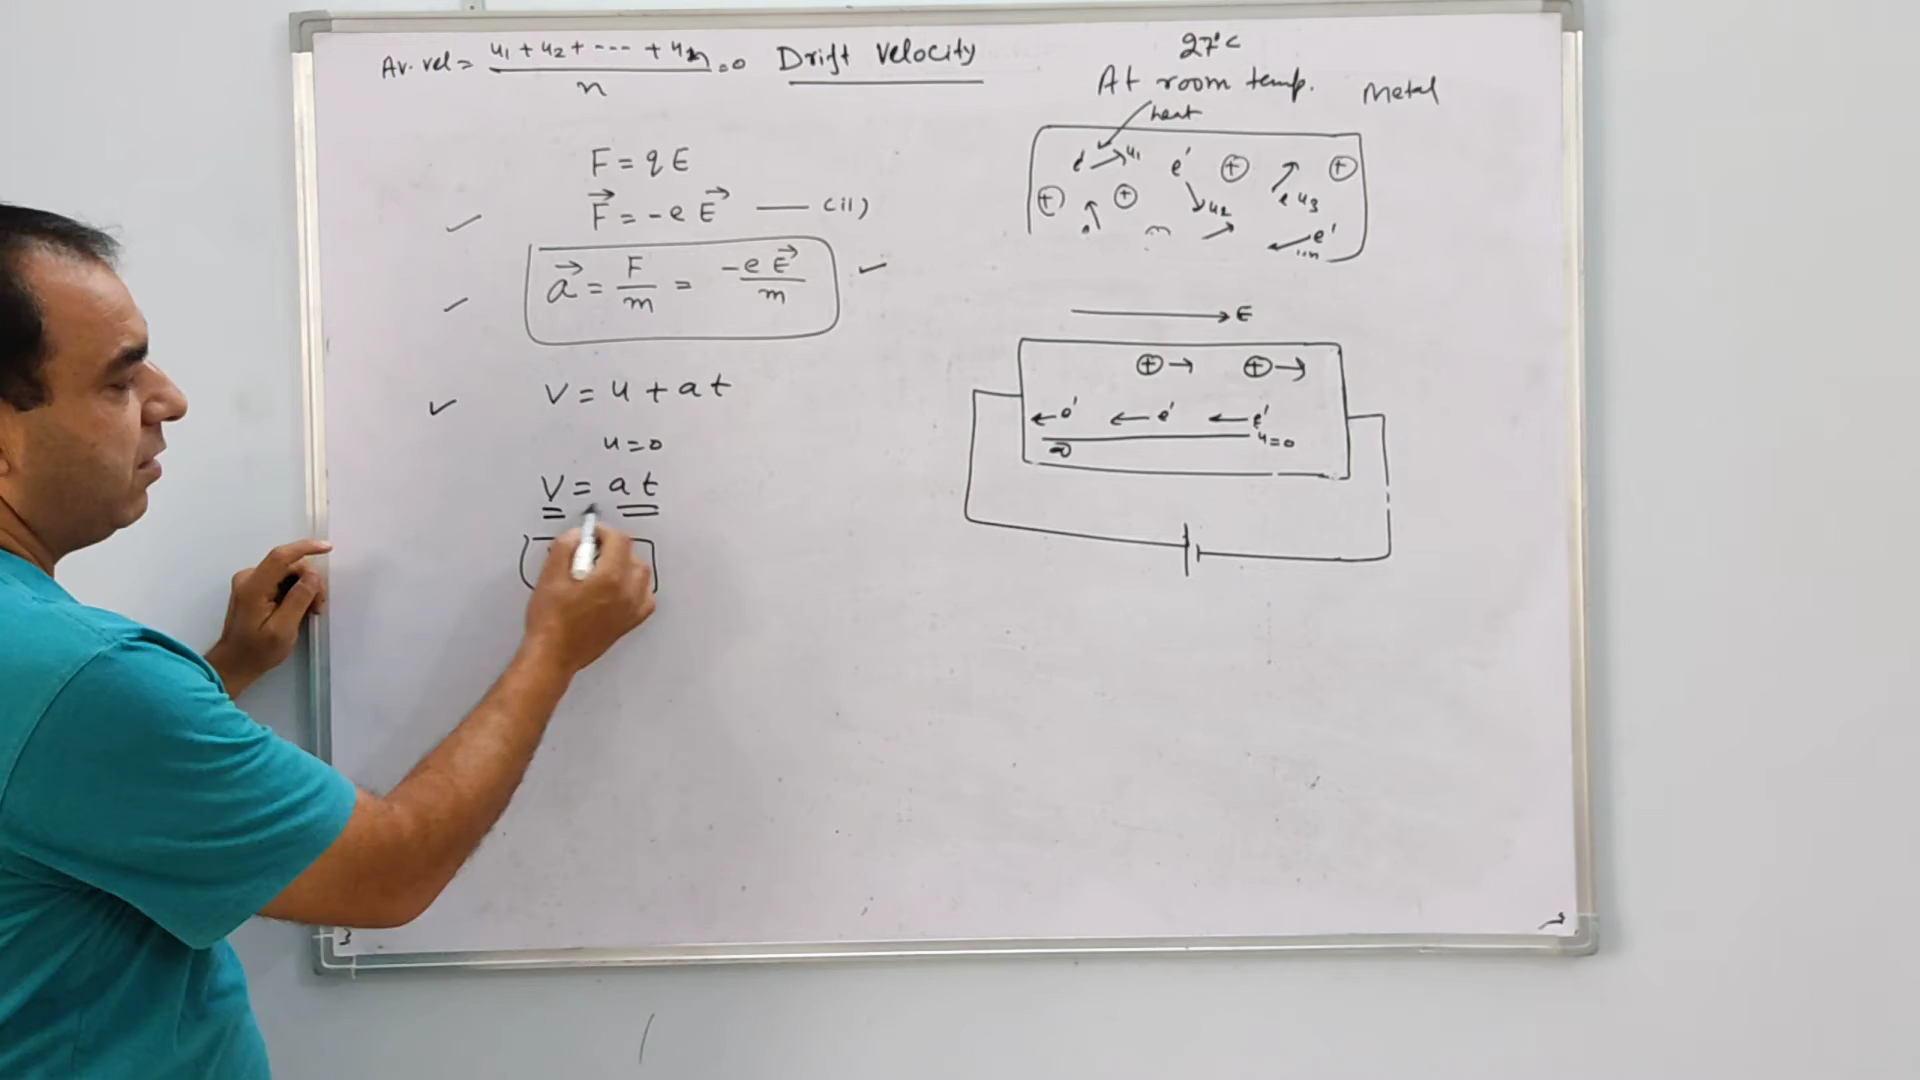 Av. vel = u₁ + u₂ + --- + uₙ / n = 0
Drift Velocity
27°C
At room temp.
Metal
heat
F = qE
F⃗ = -e E⃗ —— (ii)
a⃗ = F / m = -e E⃗ / m
V = u + at
u = 0
V = at
e' → u₁ e' ⊕ ⊕
⊕ ⊕ u₂ e u₃
e'
→ E
⊕→ ⊕→
← e' ← e' ← e'
u=0